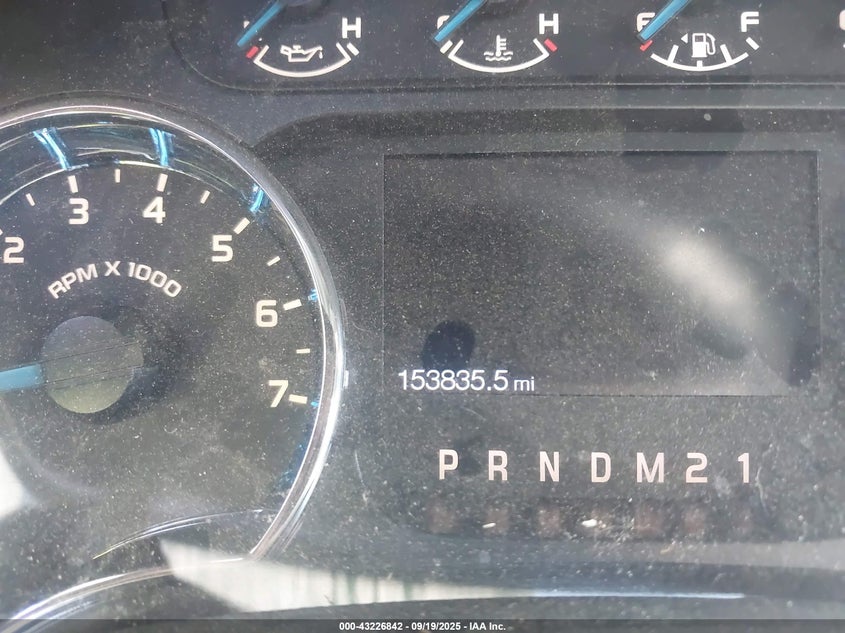 H H E F
2 3 4 5 6 7
RPM X 1000
153835.5 mi
P R N D M 2 1
000-43226842 - 09/19/2025 - IAA Inc.